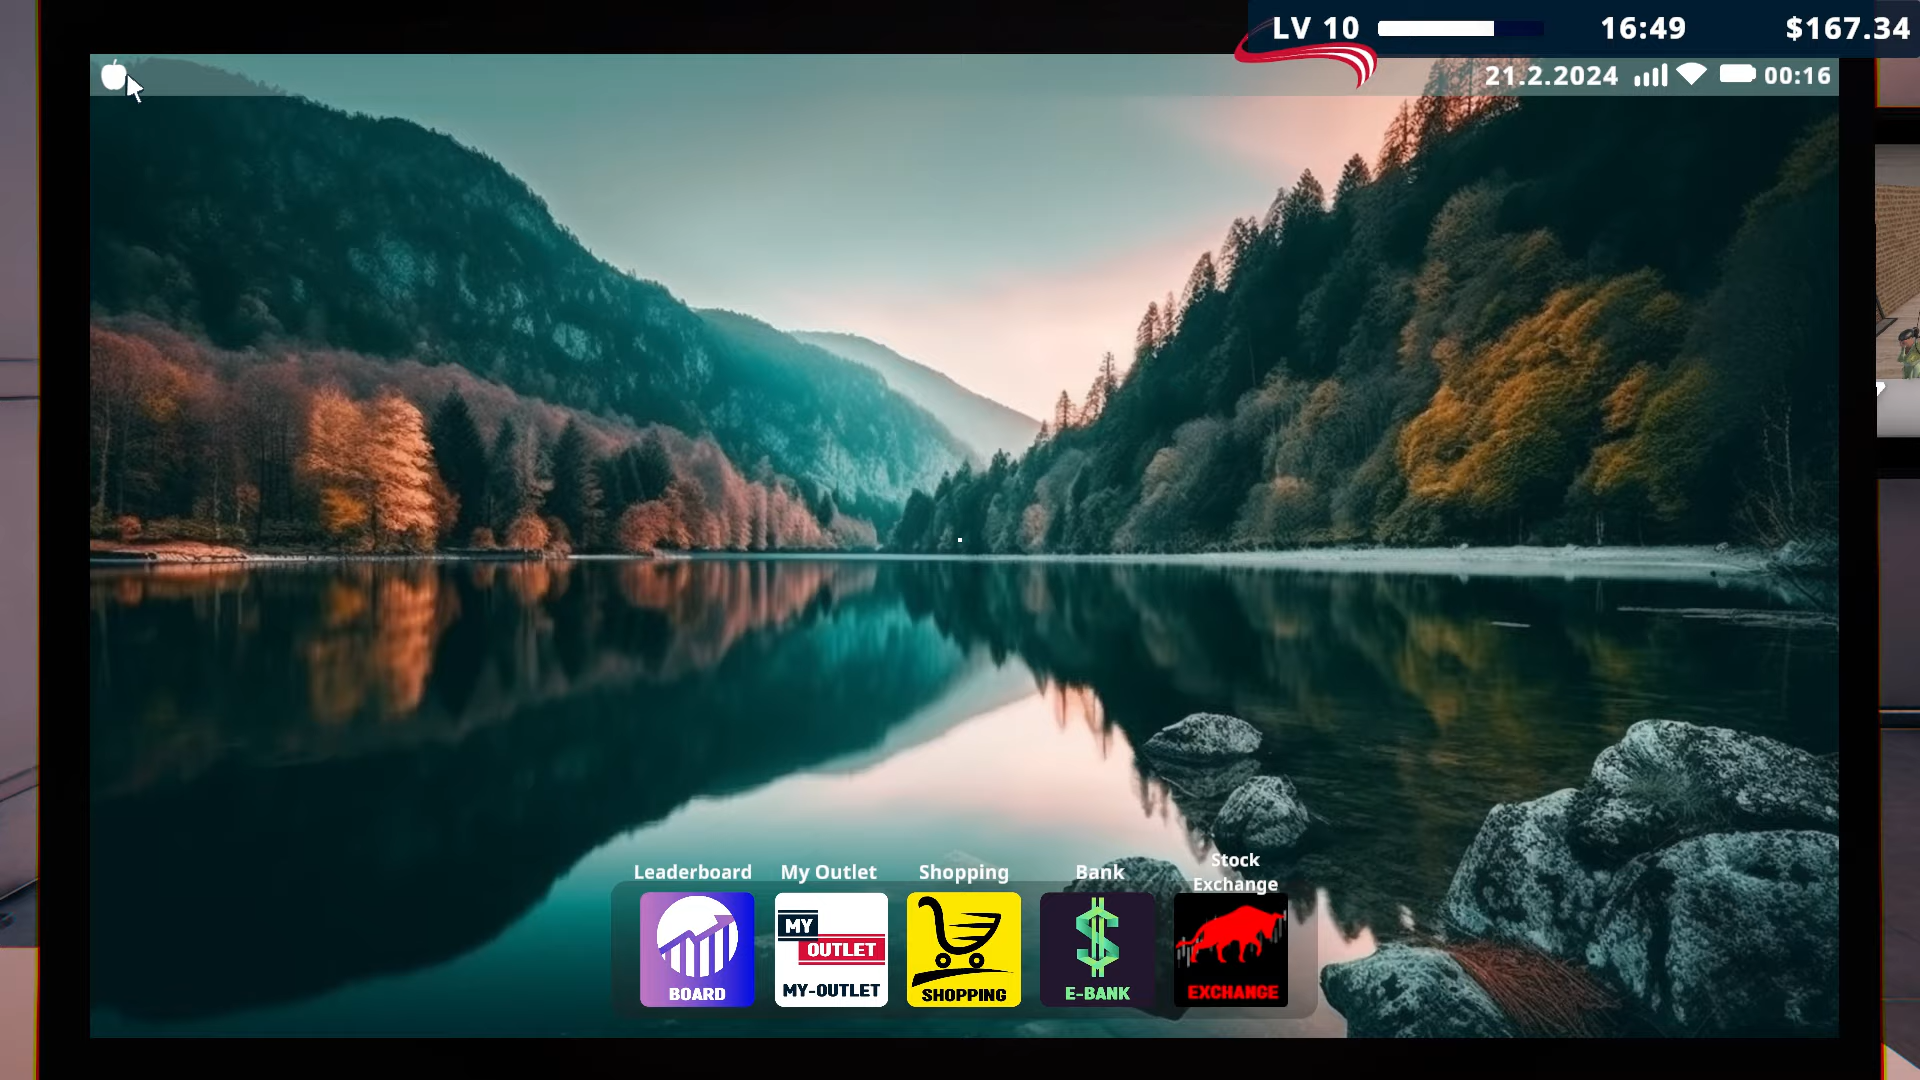 LV 10 16:49 $167.34
21.2.2024 00:16
Leaderboard My Outlet Shopping Bank Stock Exchange
BOARD
MY
OUTLET
MY-OUTLET
SHOPPING
E-BANK
EXCHANGE